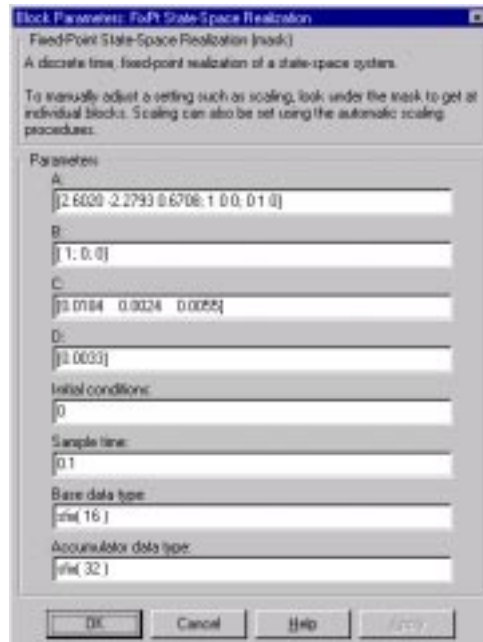 Block Parameters: FixPt State-Space Realization
Fixed-Point State-Space Realization (mask)
A discrete time, fixed-point realization of a state-space system.
To manually adjust a setting such as scaling, look under the mask to get at
individual blocks. Scaling can also be set using the automatic scaling
procedures.
Parameters
A:
[2.6020 -2.2793 0.6708; 1 0 0; 0 1 0]
B:
[ 1; 0; 0]
C:
[0.0184 0.0024 0.0055]
D:
[0.0033]
Initial conditions:
0
Sample time:
0.1
Base data type:
sfix( 16 )
Accumulator data type:
sfix( 32 )
OK Cancel Help Apply